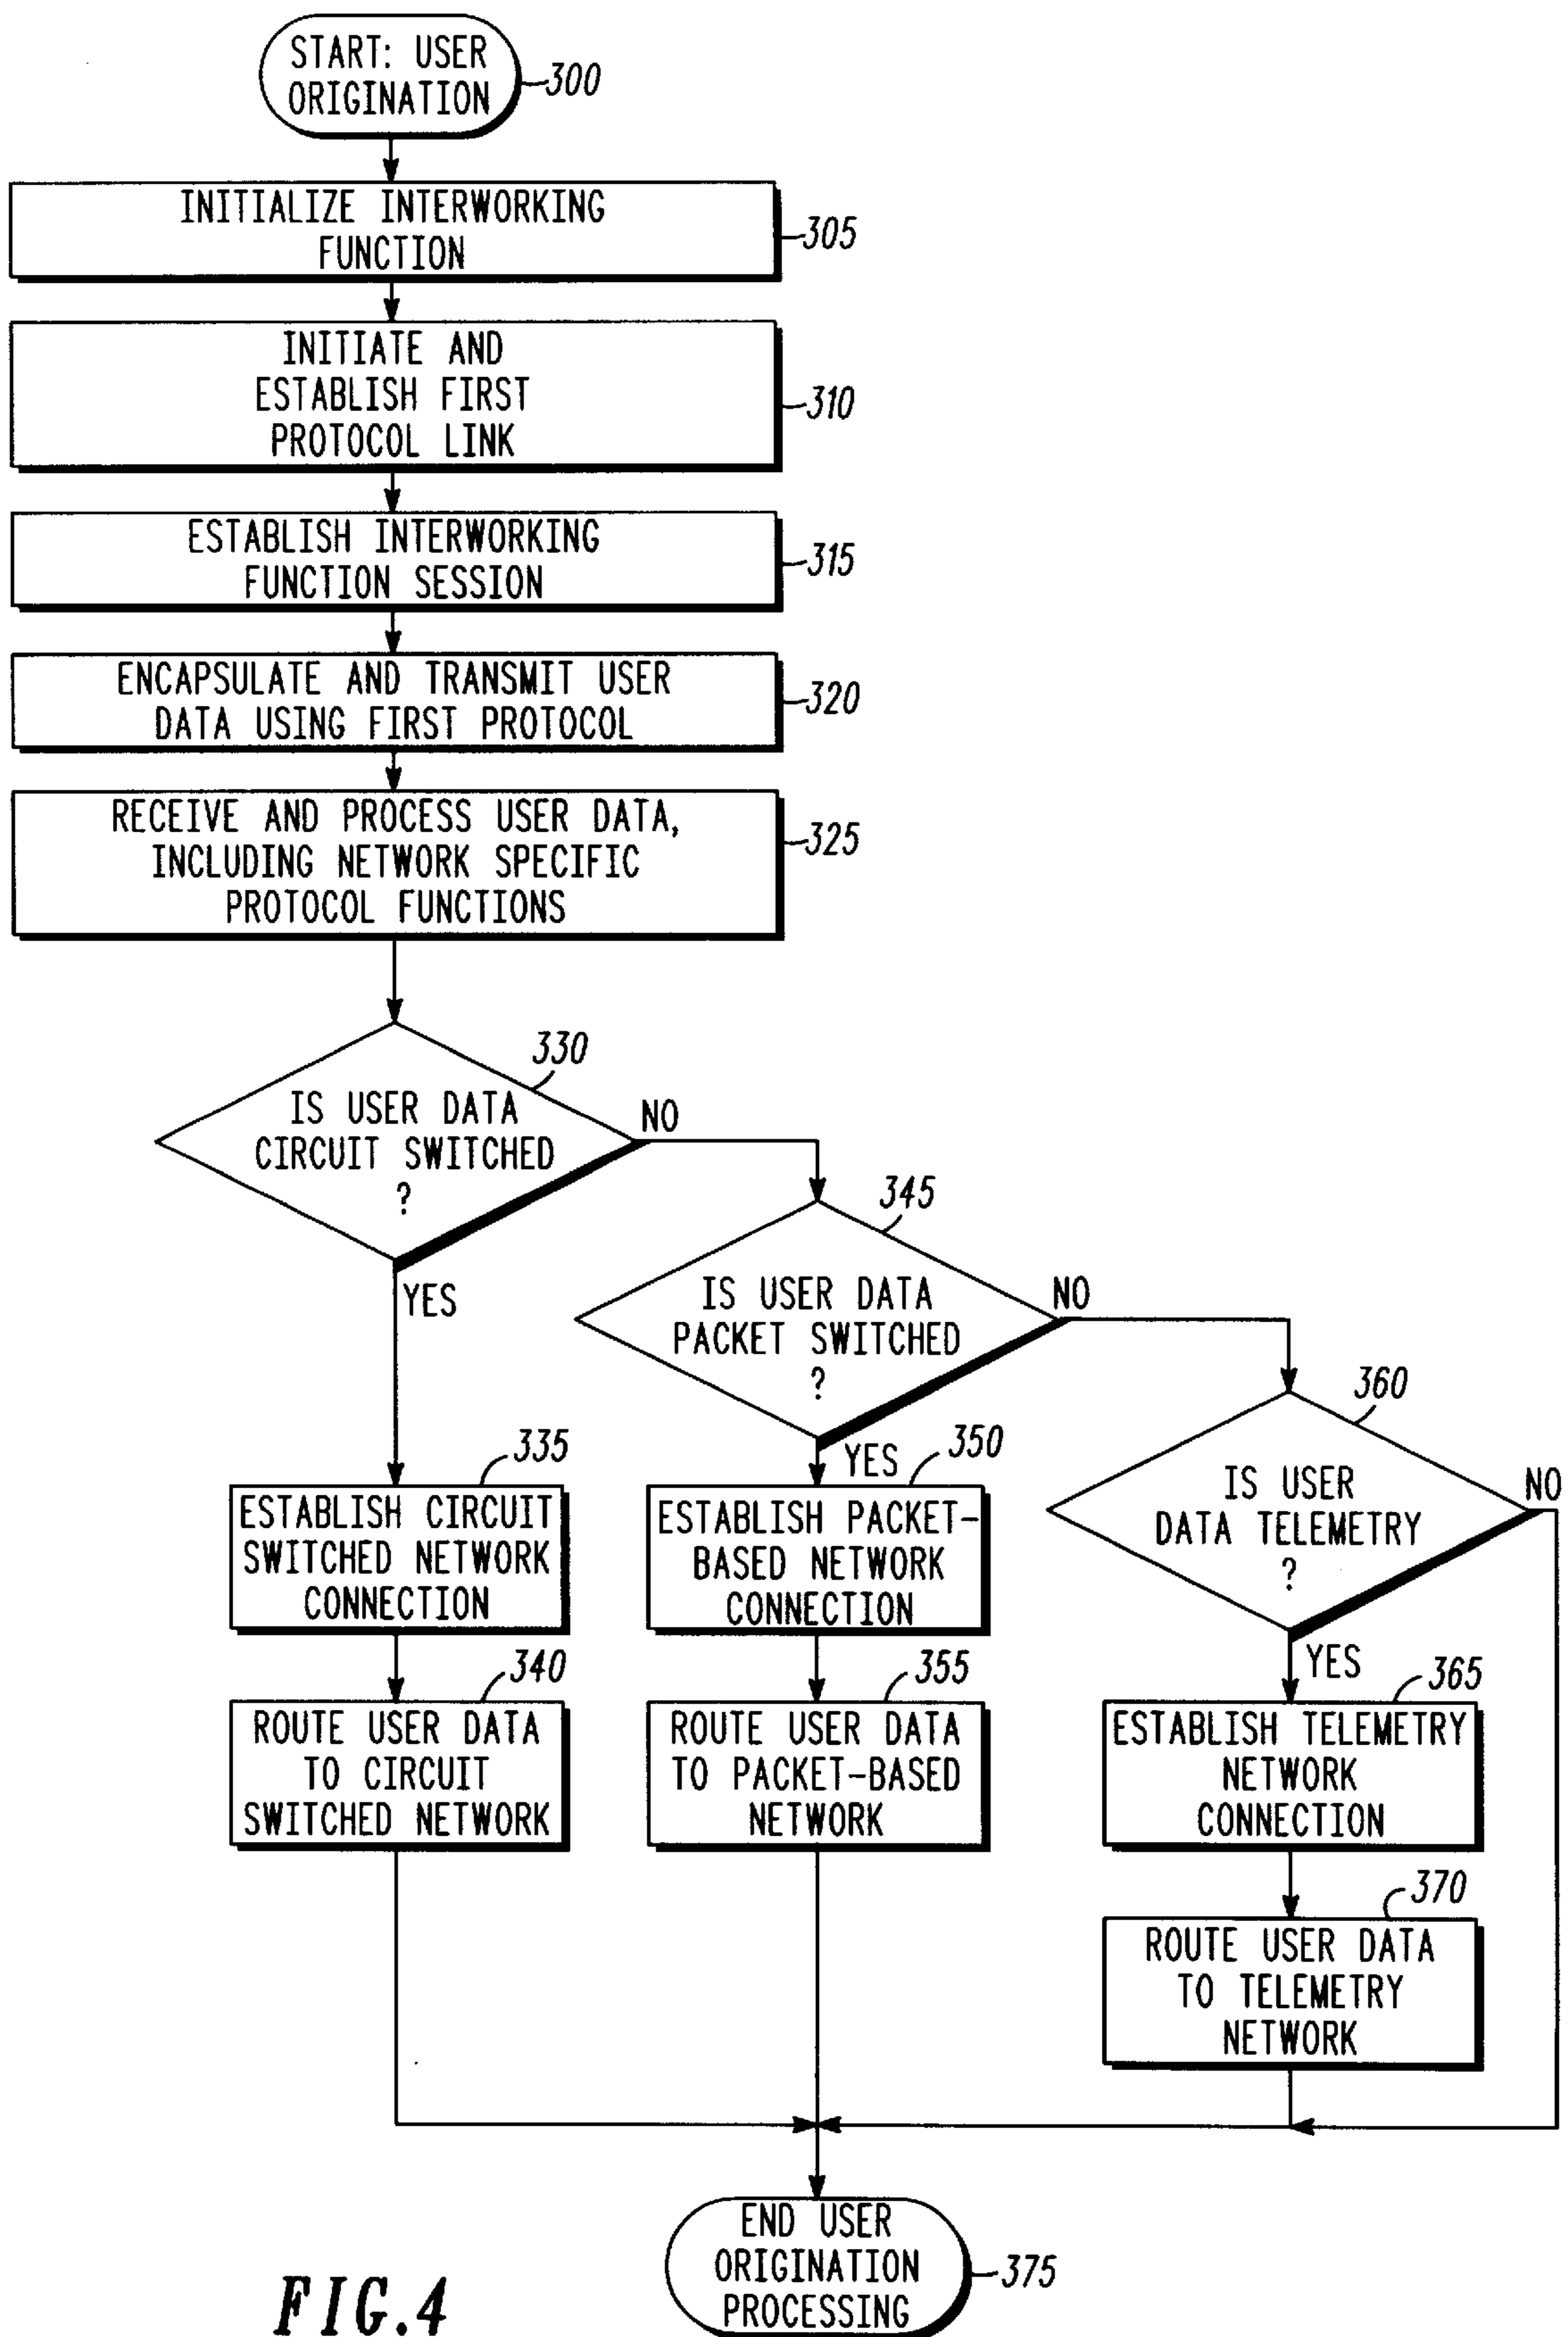 START: USER
ORIGINATION
300
INITIALIZE INTERWORKING
FUNCTION
305
INITIATE AND
ESTABLISH FIRST
PROTOCOL LINK
310
ESTABLISH INTERWORKING
FUNCTION SESSION
315
ENCAPSULATE AND TRANSMIT USER
DATA USING FIRST PROTOCOL
320
RECEIVE AND PROCESS USER DATA,
INCLUDING NETWORK SPECIFIC
PROTOCOL FUNCTIONS
325
330
IS USER DATA
CIRCUIT SWITCHED
?
NO
YES
345
IS USER DATA
PACKET SWITCHED
?
NO
YES
360
IS USER
DATA TELEMETRY
?
NO
YES
335
ESTABLISH CIRCUIT
SWITCHED NETWORK
CONNECTION
350
ESTABLISH PACKET-
BASED NETWORK
CONNECTION
340
ROUTE USER DATA
TO CIRCUIT
SWITCHED NETWORK
355
ROUTE USER DATA
TO PACKET-BASED
NETWORK
365
ESTABLISH TELEMETRY
NETWORK
CONNECTION
370
ROUTE USER DATA
TO TELEMETRY
NETWORK
END USER
ORIGINATION
PROCESSING
375
FIG.4